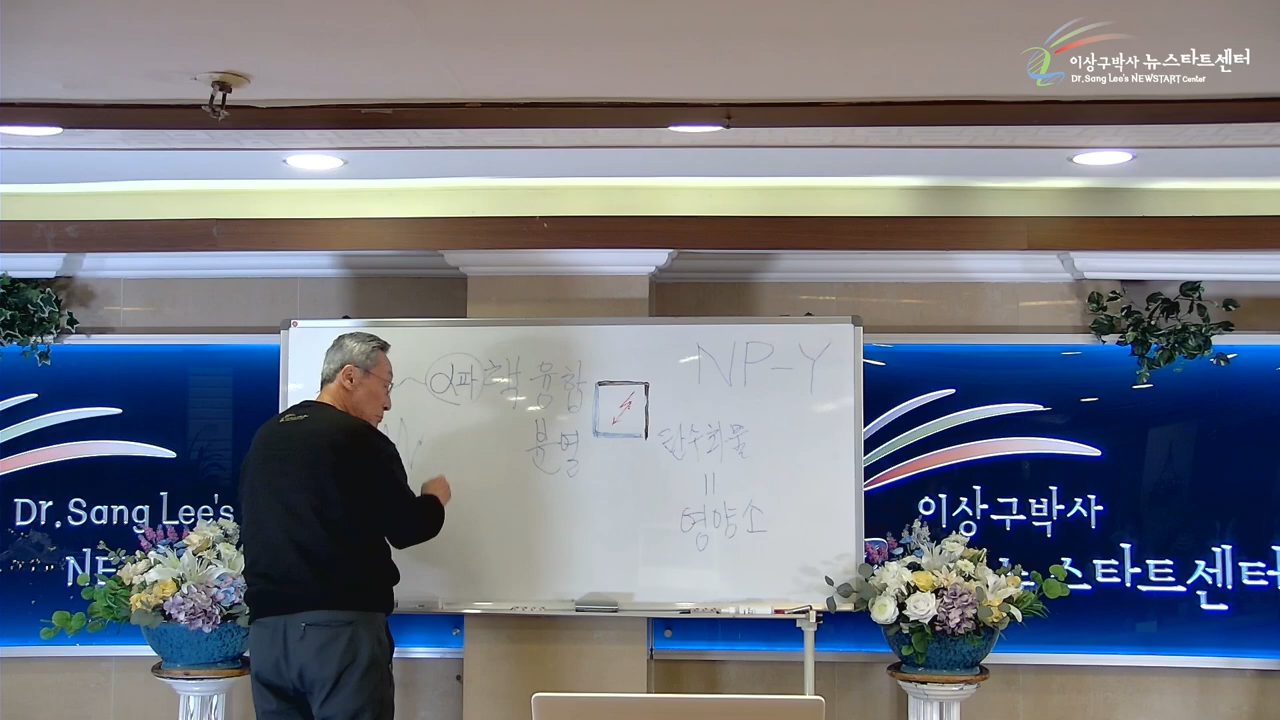 이상구박사 뉴스타트센터
Dr.Sang Lee's NEWSTART Center
~ α파 핵융합
분열
NP-Y
탄수화물
=
영양소
Dr.Sang Lee's
NE
이상구박사
뉴스타트센터